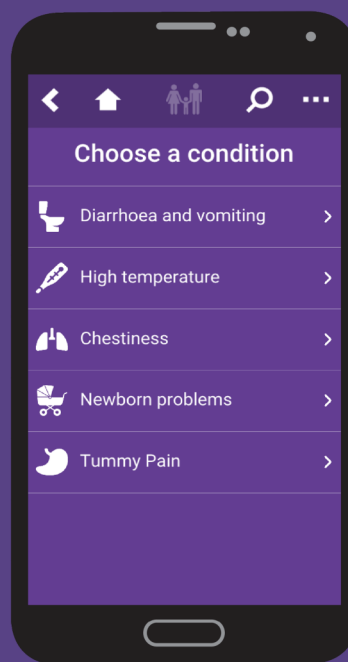 Choose a condition
Diarrhoea and vomiting
High temperature
Chestiness
Newborn problems
Tummy Pain